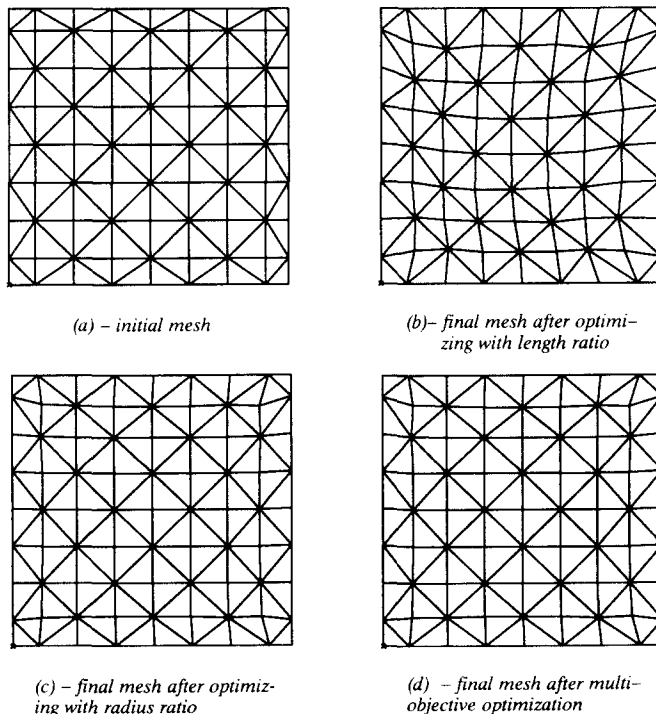 (a) – initial mesh
(b)– final mesh after optimi–
zing with length ratio
(c) – final mesh after optimiz–
ing with radius ratio
(d) – final mesh after multi–
objective optimization